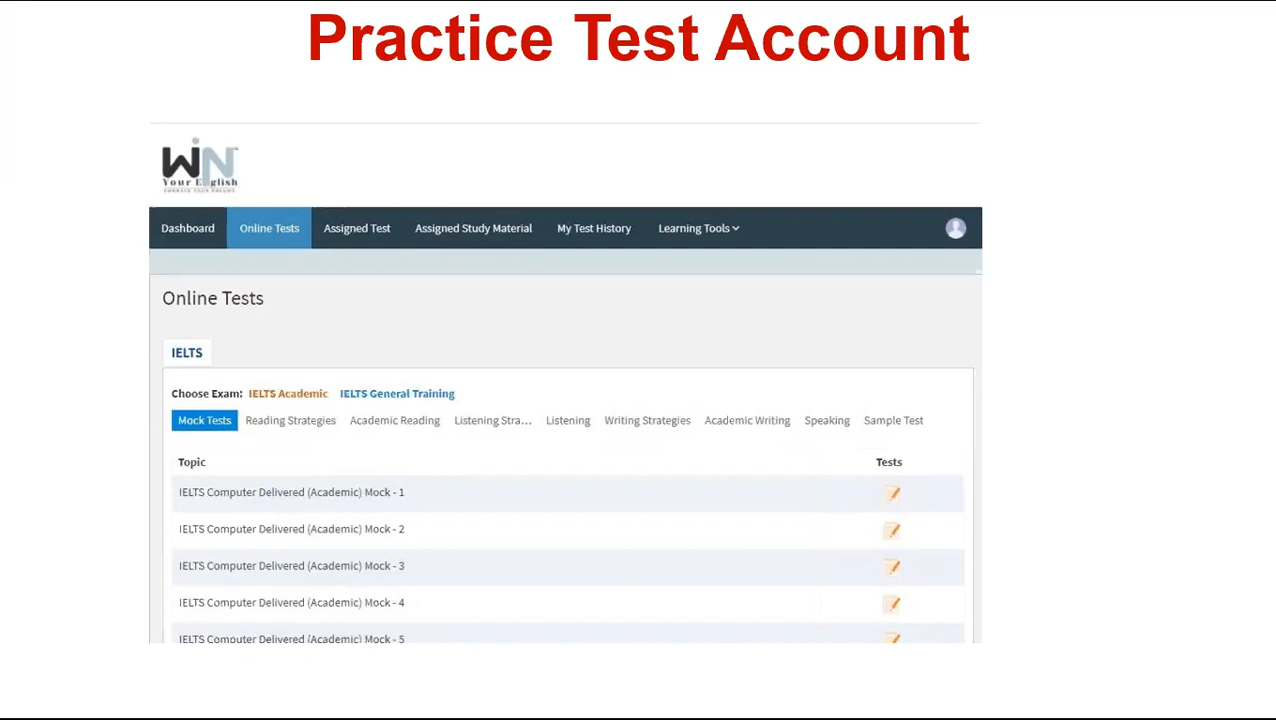 Practice Test Account
WiN
Your English
Dashboard Online Tests Assigned Test Assigned Study Material My Test History Learning Tools
Online Tests
IELTS
Choose Exam: IELTS Academic IELTS General Training
Mock Tests Reading Strategies Academic Reading Listening Stra... Listening Writing Strategies Academic Writing Speaking Sample Test
Topic Tests
IELTS Computer Delivered (Academic) Mock - 1
IELTS Computer Delivered (Academic) Mock - 2
IELTS Computer Delivered (Academic) Mock - 3
IELTS Computer Delivered (Academic) Mock - 4
IELTS Computer Delivered (Academic) Mock - 5